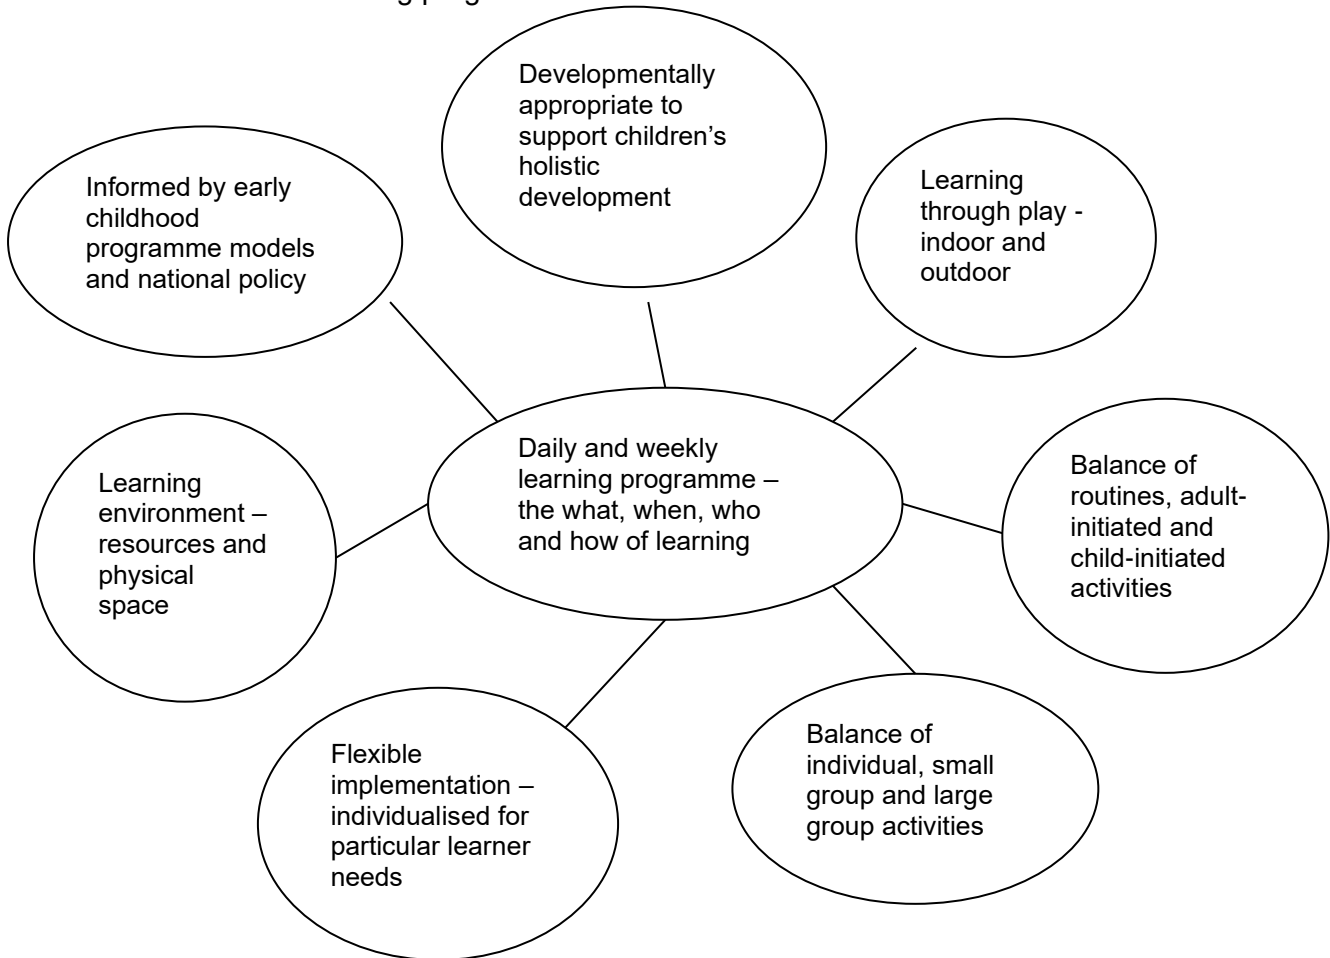 Developmentally
appropriate to
support children’s
holistic
development
Informed by early
childhood
programme models
and national policy
Learning
through play -
indoor and
outdoor
Daily and weekly
learning programme –
the what, when, who
and how of learning
Learning
environment –
resources and
physical
space
Balance of
routines, adult-
initiated and
child-initiated
activities
Flexible
implementation –
individualised for
particular learner
needs
Balance of
individual, small
group and large
group activities